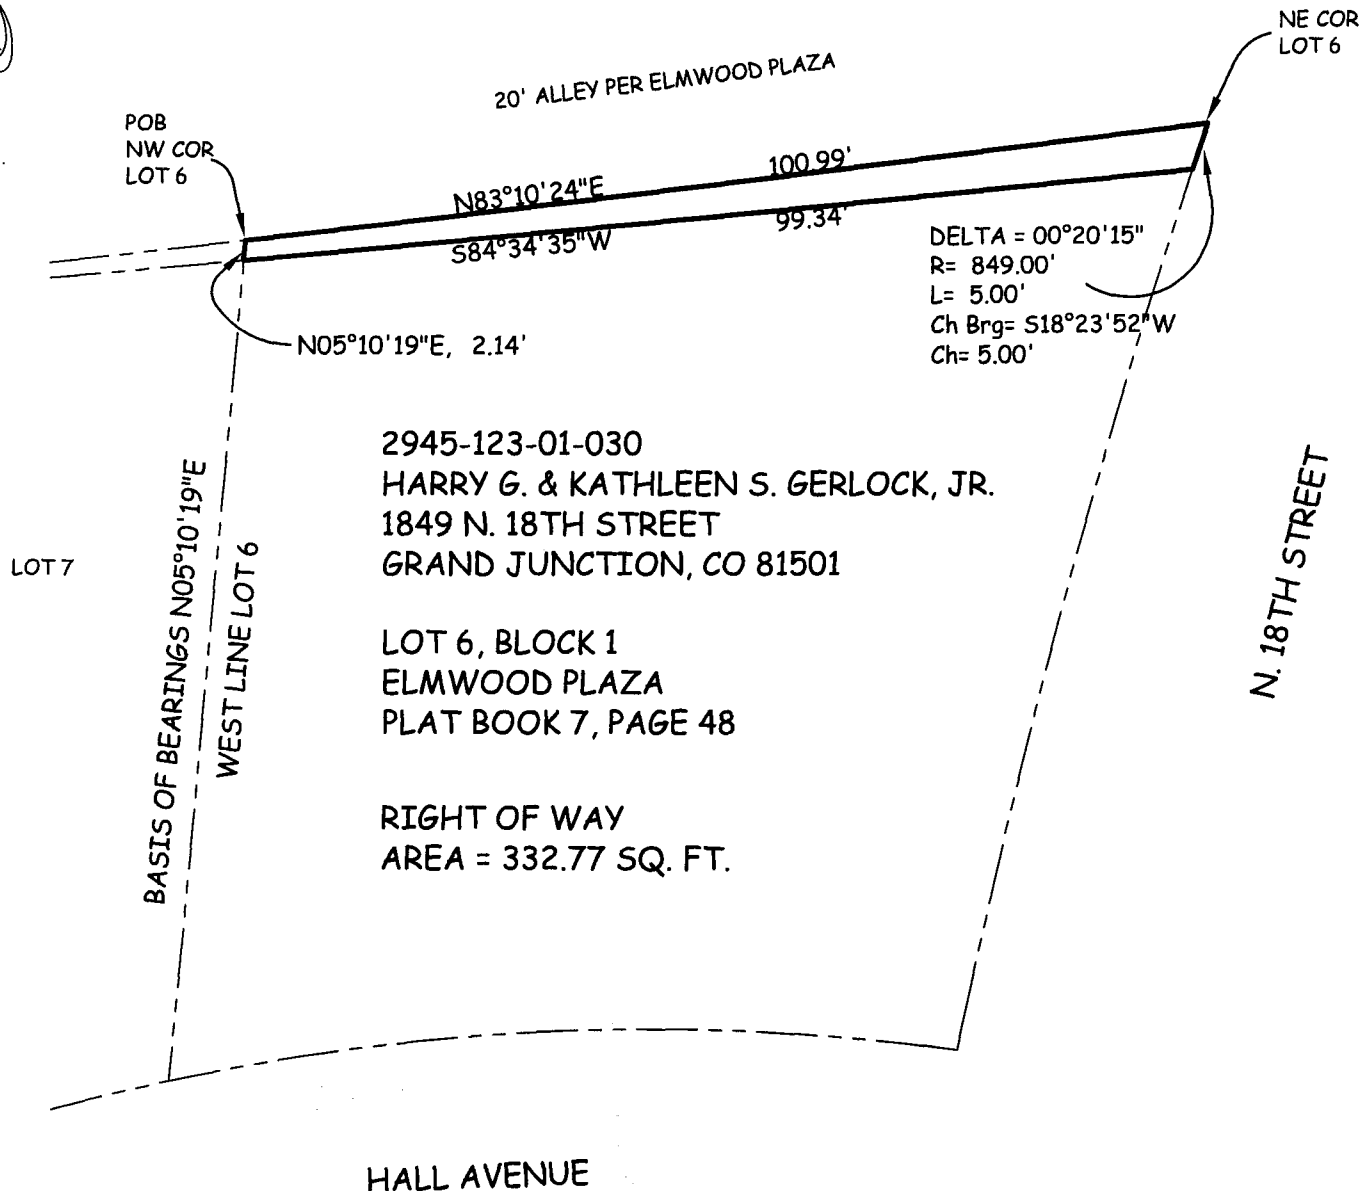 NE COR
LOT 6
20' ALLEY PER ELMWOOD PLAZA
POB
NW COR
LOT 6
100.99'
N83°10'24"E
99.34'
S84°34'35"W
DELTA = 00°20'15"
R= 849.00'
L= 5.00'
Ch Brg= S18°23'52"W
Ch= 5.00'
N05°10'19"E, 2.14'
2945-123-01-030
HARRY G. & KATHLEEN S. GERLOCK, JR.
1849 N. 18TH STREET
GRAND JUNCTION, CO 81501
LOT 7
BASIS OF BEARINGS N05°10'19"E
WEST LINE LOT 6
N. 18TH STREET
LOT 6, BLOCK 1
ELMWOOD PLAZA
PLAT BOOK 7, PAGE 48
RIGHT OF WAY
AREA = 332.77 SQ. FT.
HALL AVENUE